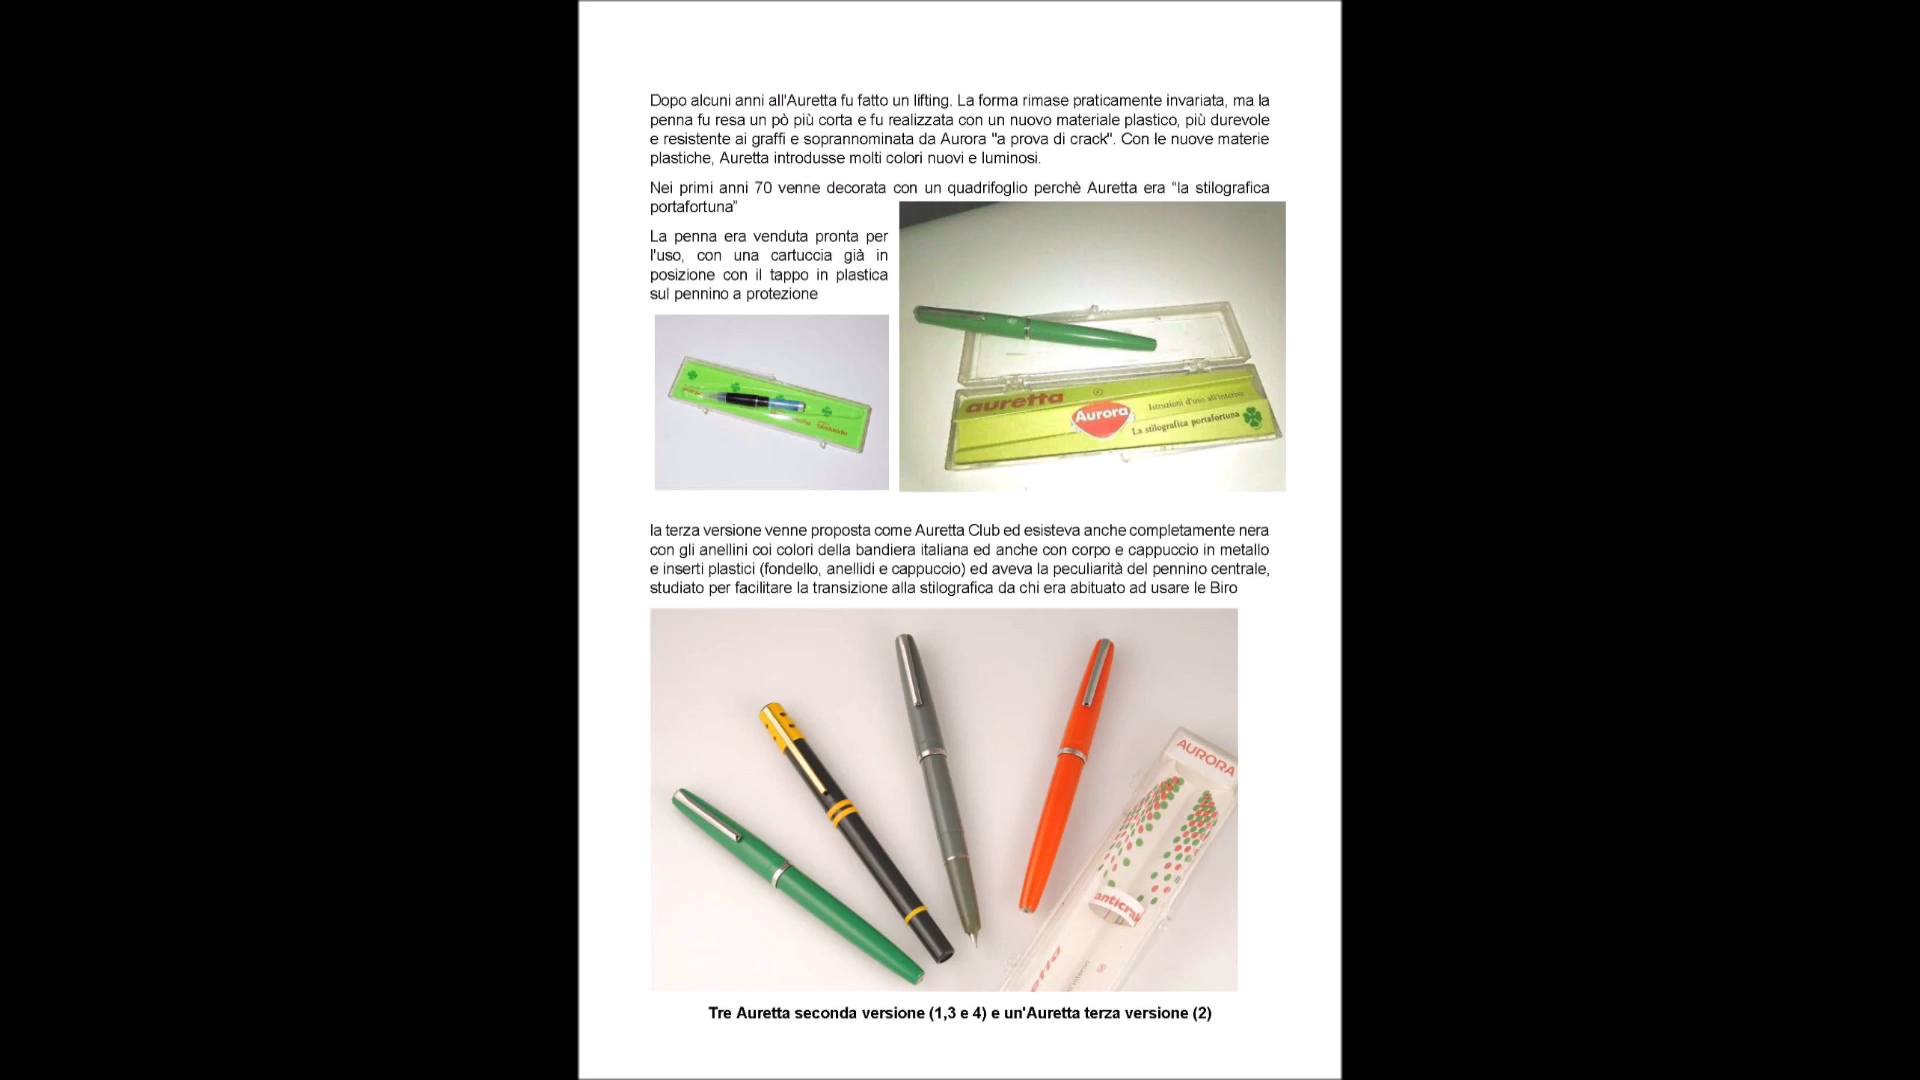 Dopo alcuni anni all'Auretta fu fatto un lifting. La forma rimase praticamente invariata, ma la
penna fu resa un pò più corta e fu realizzata con un nuovo materiale plastico, più durevole
e resistente ai graffi e soprannominata da Aurora "a prova di crack". Con le nuove materie
plastiche, Auretta introdusse molti colori nuovi e luminosi.
Nei primi anni 70 venne decorata con un quadrifoglio perchè Auretta era “la stilografica
portafortuna”
La penna era venduta pronta per
l'uso, con una cartuccia già in
posizione con il tappo in plastica
sul pennino a protezione
auretta
Aurora
Istruzioni d'uso all'interno
La stilografica portafortuna
la terza versione venne proposta come Auretta Club ed esisteva anche completamente nera
con gli anellini coi colori della bandiera italiana ed anche con corpo e cappuccio in metallo
e inserti plastici (fondello, anellidi e cappuccio) ed aveva la peculiarità del pennino centrale,
studiato per facilitare la transizione alla stilografica da chi era abituato ad usare le Biro
AURORA
anticra
Tre Auretta seconda versione (1,3 e 4) e un'Auretta terza versione (2)